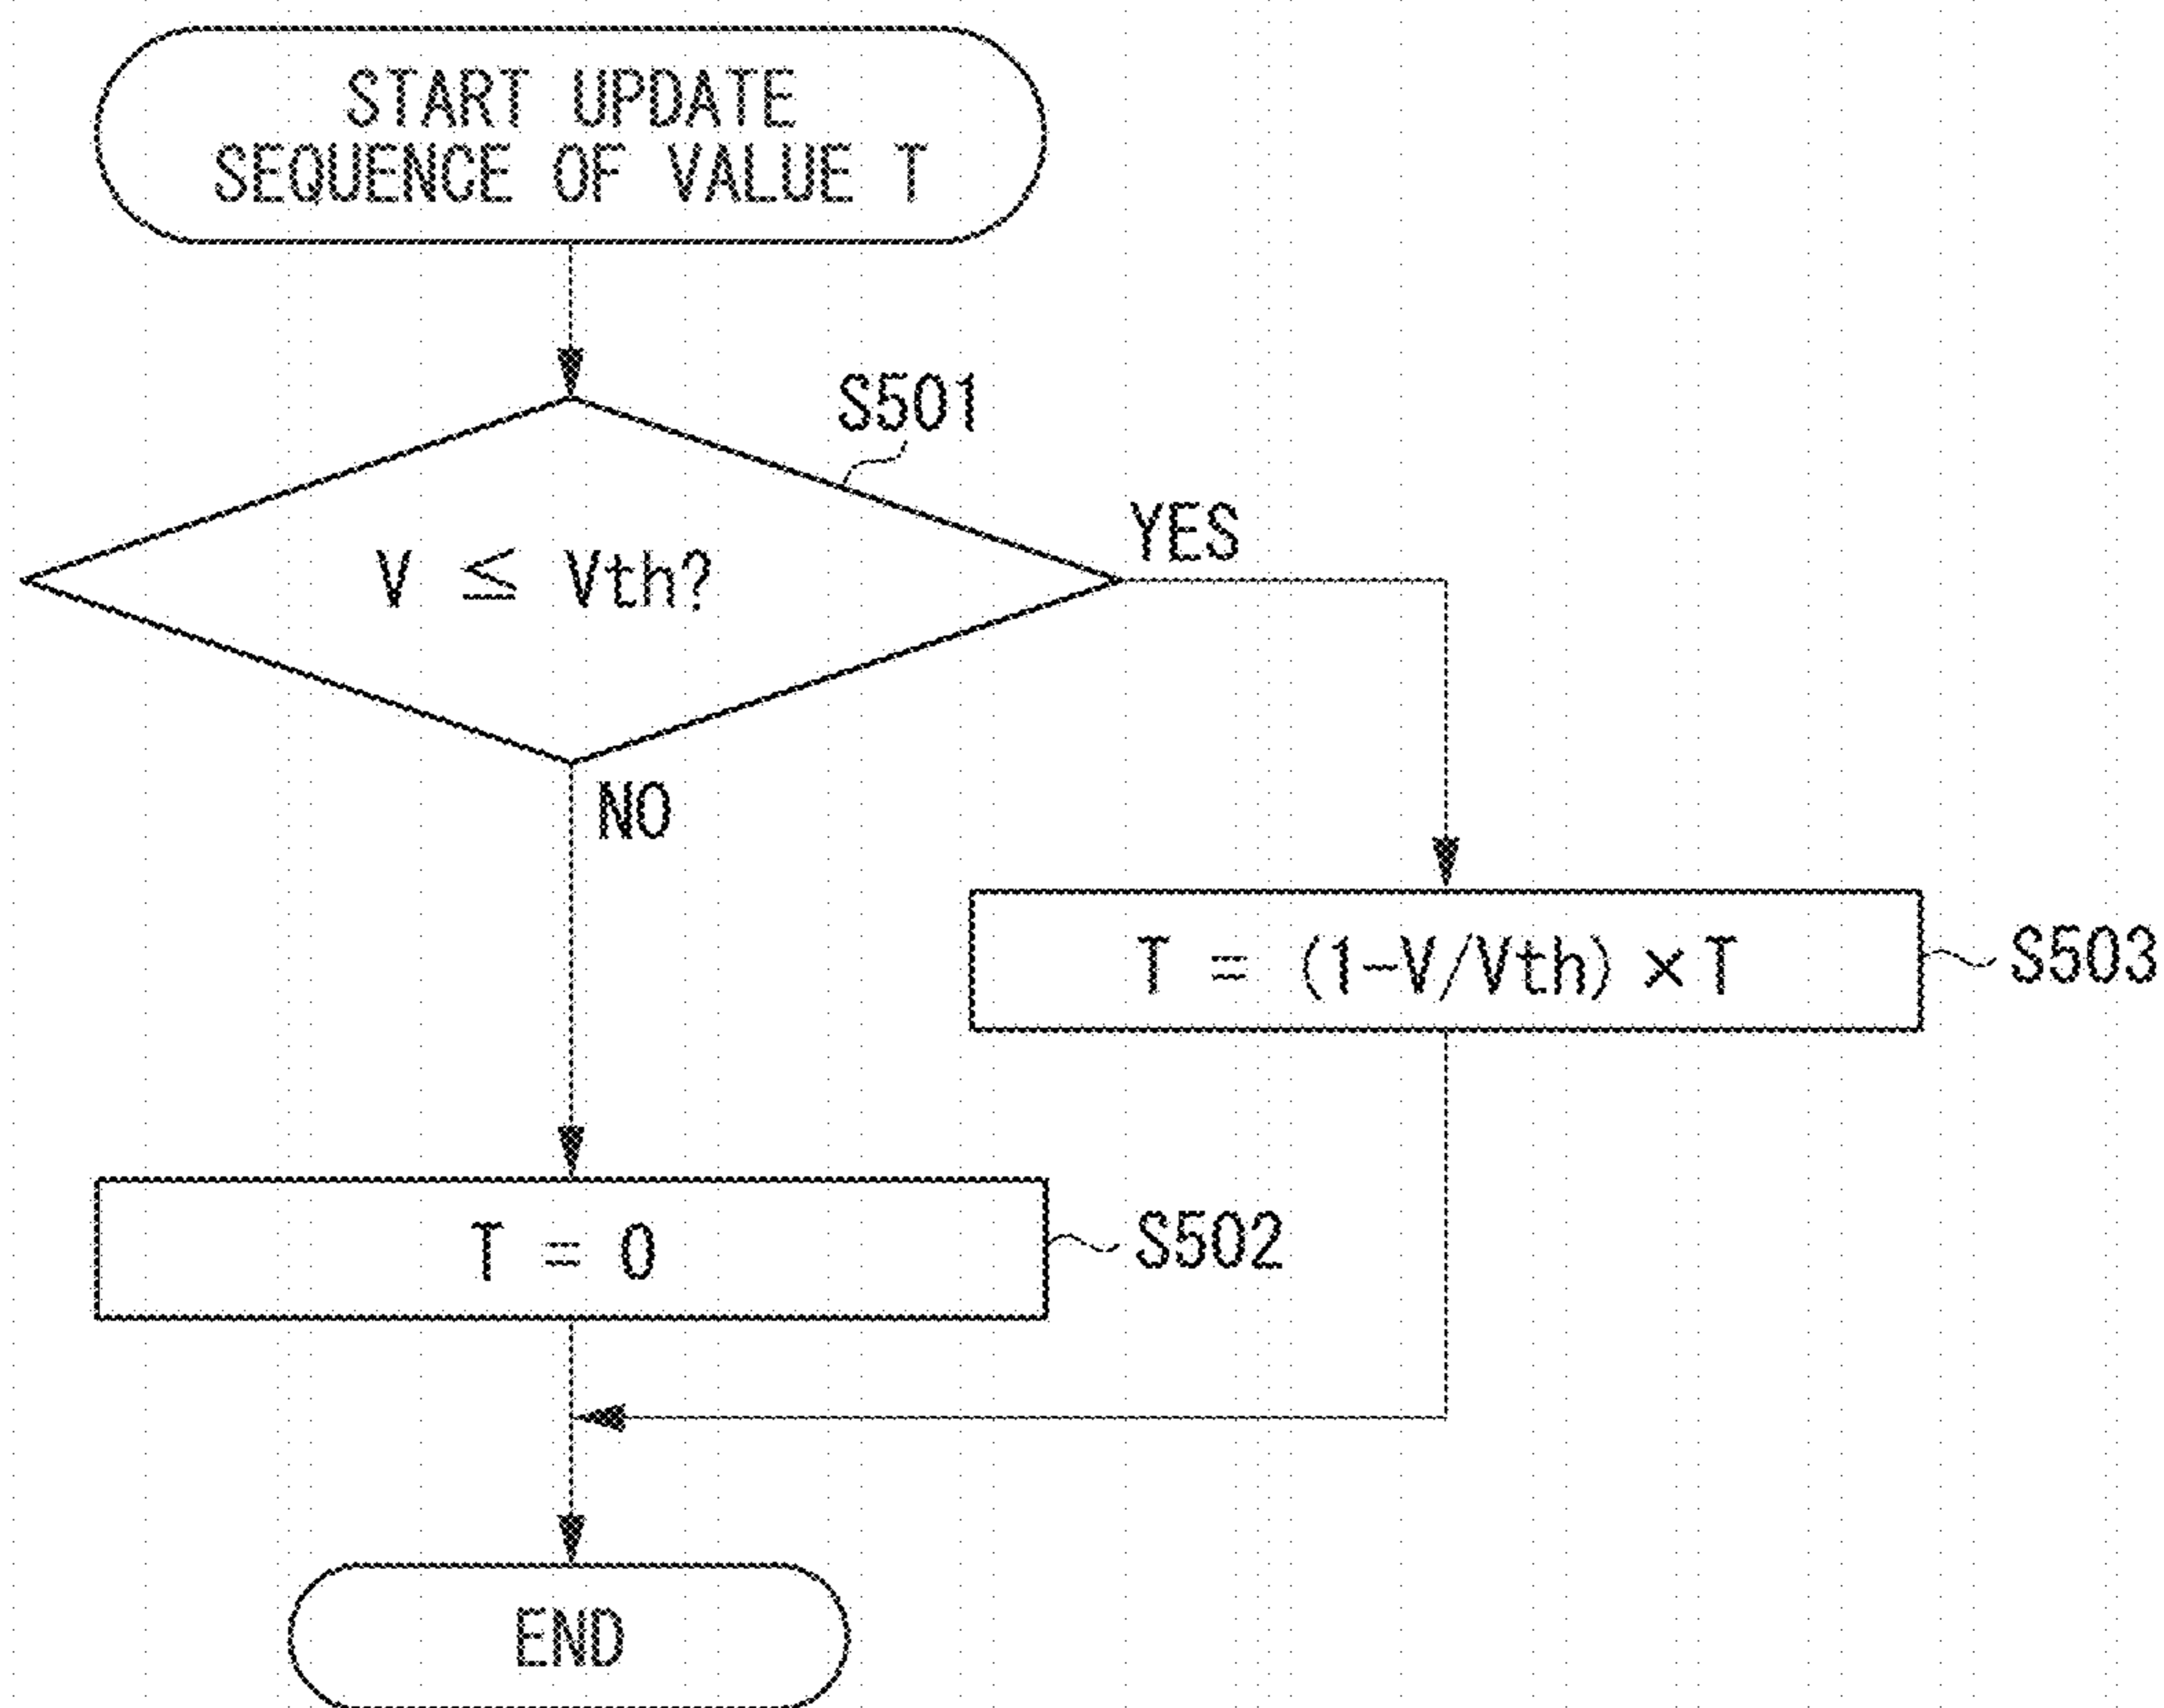 START UPDATE
SEQUENCE OF VALUE T
S501
V ≦ Vth?
YES
NO
T = (1-V/Vth) ×T
S503
T = 0
S502
END